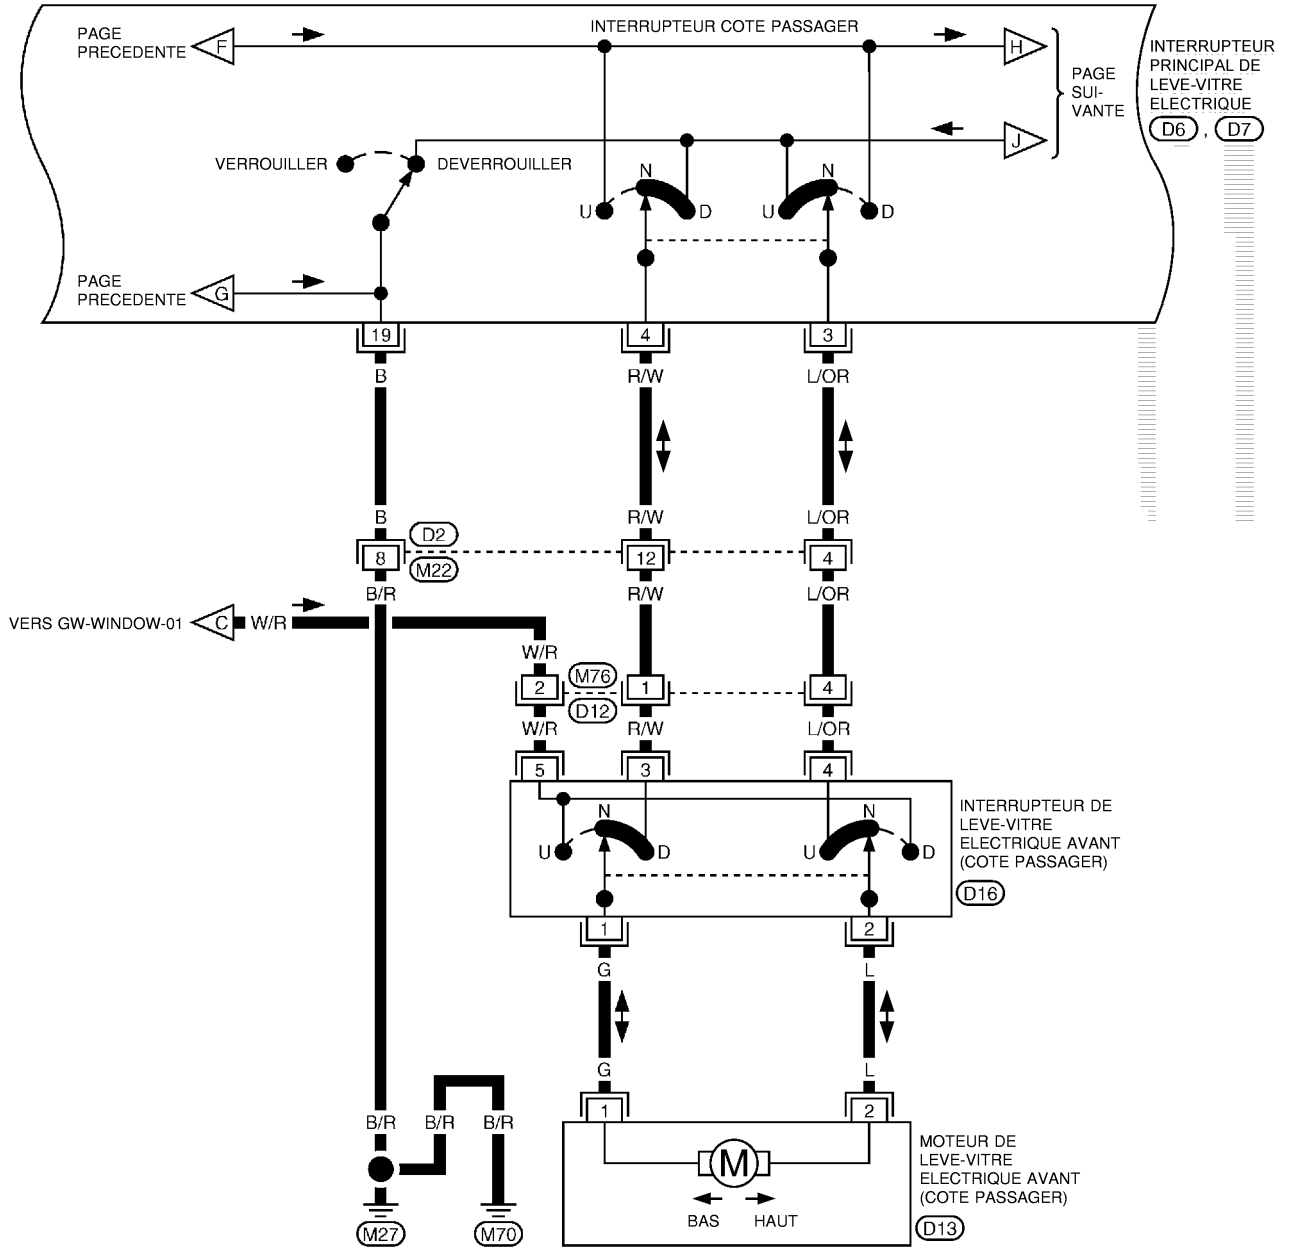 PAGE
PRECEDENTE
F
INTERRUPTEUR COTE PASSAGER
H
PAGE
SUI-
VANTE
INTERRUPTEUR
PRINCIPAL DE
LEVE-VITRE
ELECTRIQUE
D6 , D7
J
VERROUILLER
DEVERROUILLER
N
N
U
D
U
D
PAGE
PRECEDENTE
G
19
4
3
B
R/W
L/OR
B
R/W
L/OR
D2
8
12
4
M22
B/R
R/W
L/OR
VERS GW-WINDOW-01
C
W/R
W/R
M76
2
1
4
D12
W/R
R/W
L/OR
5
3
4
N
N
U
D
U
D
INTERRUPTEUR DE
LEVE-VITRE
ELECTRIQUE AVANT
(COTE PASSAGER)
D16
1
2
G
L
G
L
1
2
B/R
B/R
B/R
M
BAS
HAUT
MOTEUR DE
LEVE-VITRE
ELECTRIQUE AVANT
(COTE PASSAGER)
D13
M27
M70